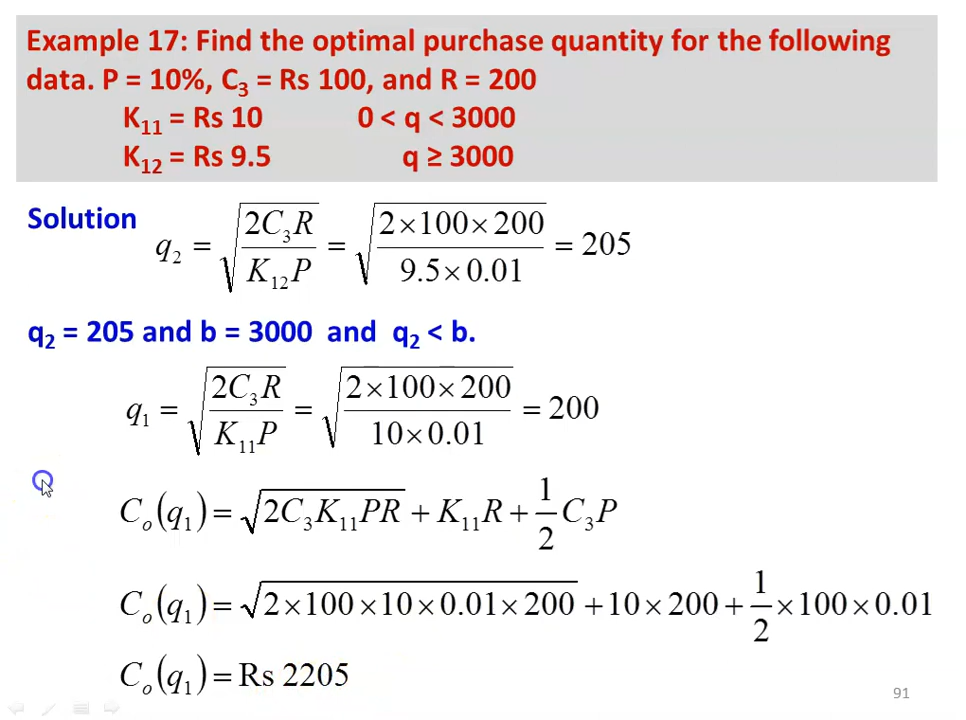 Example 17: Find the optimal purchase quantity for the following
data. P = 10%, C₃ = Rs 100, and R = 200
K₁₁ = Rs 10 0 < q < 3000
K₁₂ = Rs 9.5 q ≥ 3000
Solution q₂ = √(2C₃R / K₁₂P) = √(2×100×200 / 9.5×0.01) = 205
q₂ = 205 and b = 3000 and q₂ < b.
q₁ = √(2C₃R / K₁₁P) = √(2×100×200 / 10×0.01) = 200
Cₒ(q₁) = √(2C₃K₁₁PR) + K₁₁R + 1/2 C₃P
Cₒ(q₁) = √(2×100×10×0.01×200) + 10×200 + 1/2 ×100×0.01
Cₒ(q₁) = Rs 2205
91